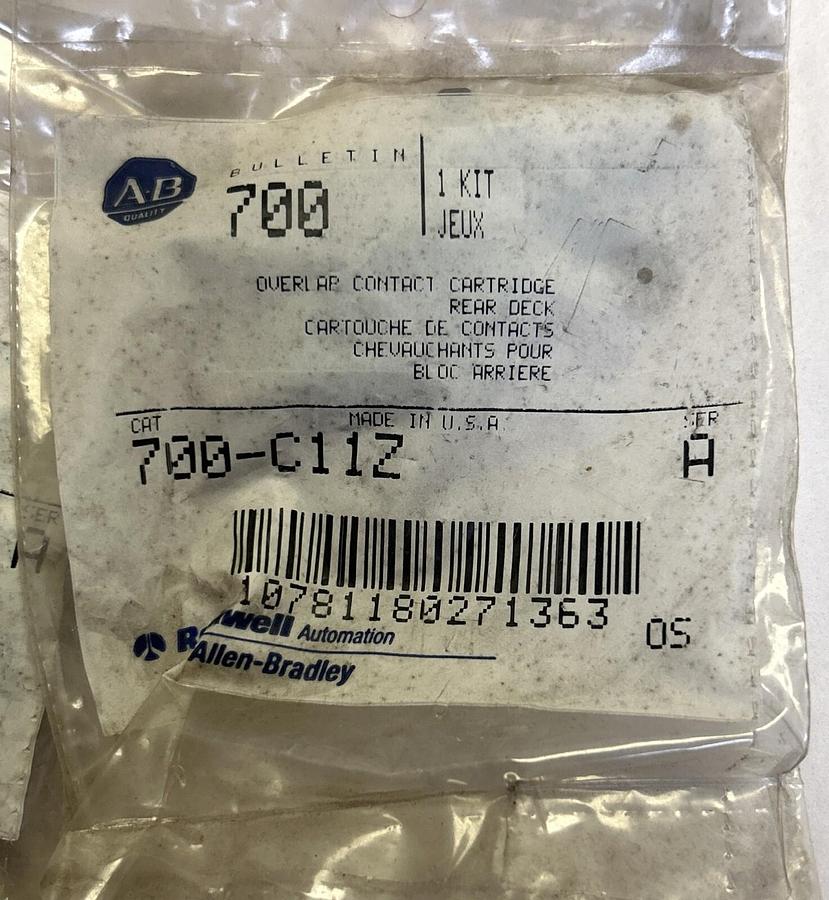 A-B
QUALITY
BULLETIN
700
1 KIT
JEUX
OVERLAP CONTACT CARTRIDGE
REAR DECK
CARTOUCHE DE CONTACTS
CHEVAUCHANTS POUR
BLOC ARRIERE
CAT
MADE IN U.S.A.
SER
700-C11Z
A
10781180271363
OS
Automation
Allen-Bradley
SER
A